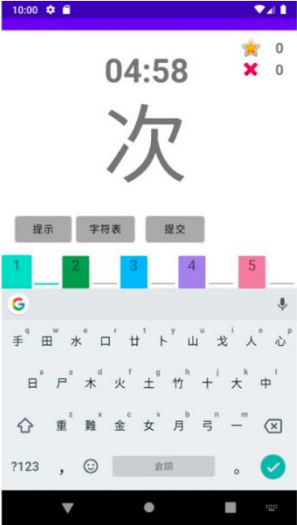 10:00
0
04:58
0
次
提示 字符表 提交
1 2 3 4 5
G
q w e r t y u i o p
手 田 水 口 廿 卜 山 戈 人 心
a s d f g h j k l
日 尸 木 火 土 竹 十 大 中
z x c v b n m
重 難 金 女 月 弓 一
?123 , 倉頡 。